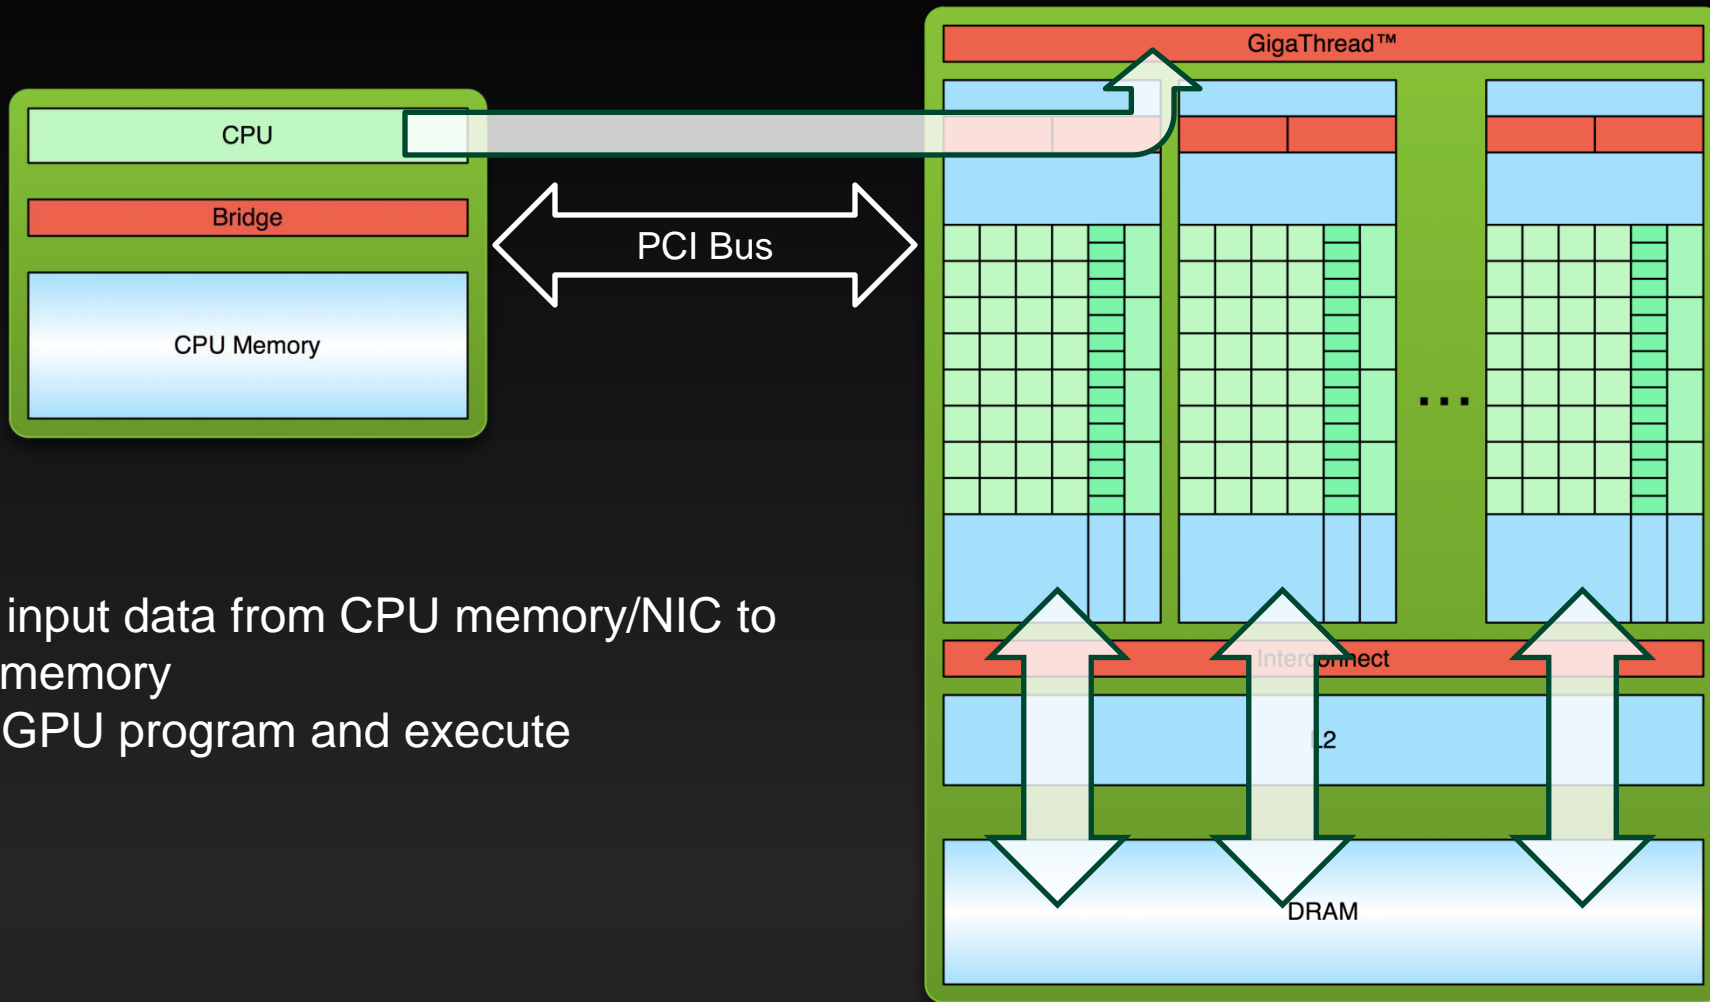 GigaThread™
CPU
Bridge
PCI Bus
CPU Memory
...
input data from CPU memory/NIC to
memory
GPU program and execute
Interconnect
L2
DRAM